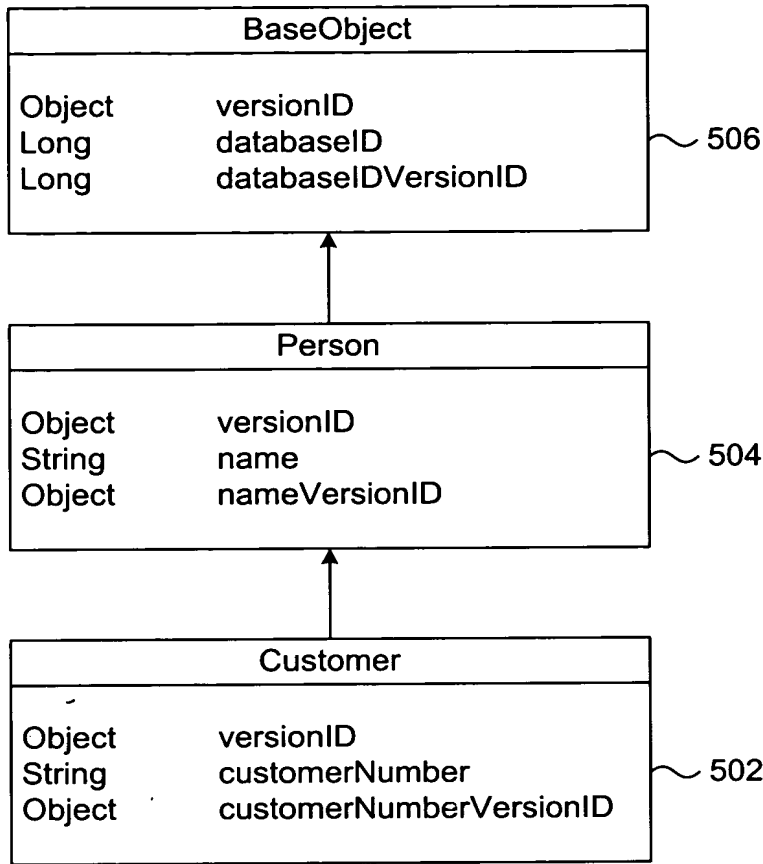 BaseObject
Object versionID
Long databaseID
Long databaseIDVersionID
506
Person
Object versionID
String name
Object nameVersionID
504
Customer
Object versionID
String customerNumber
Object customerNumberVersionID
502